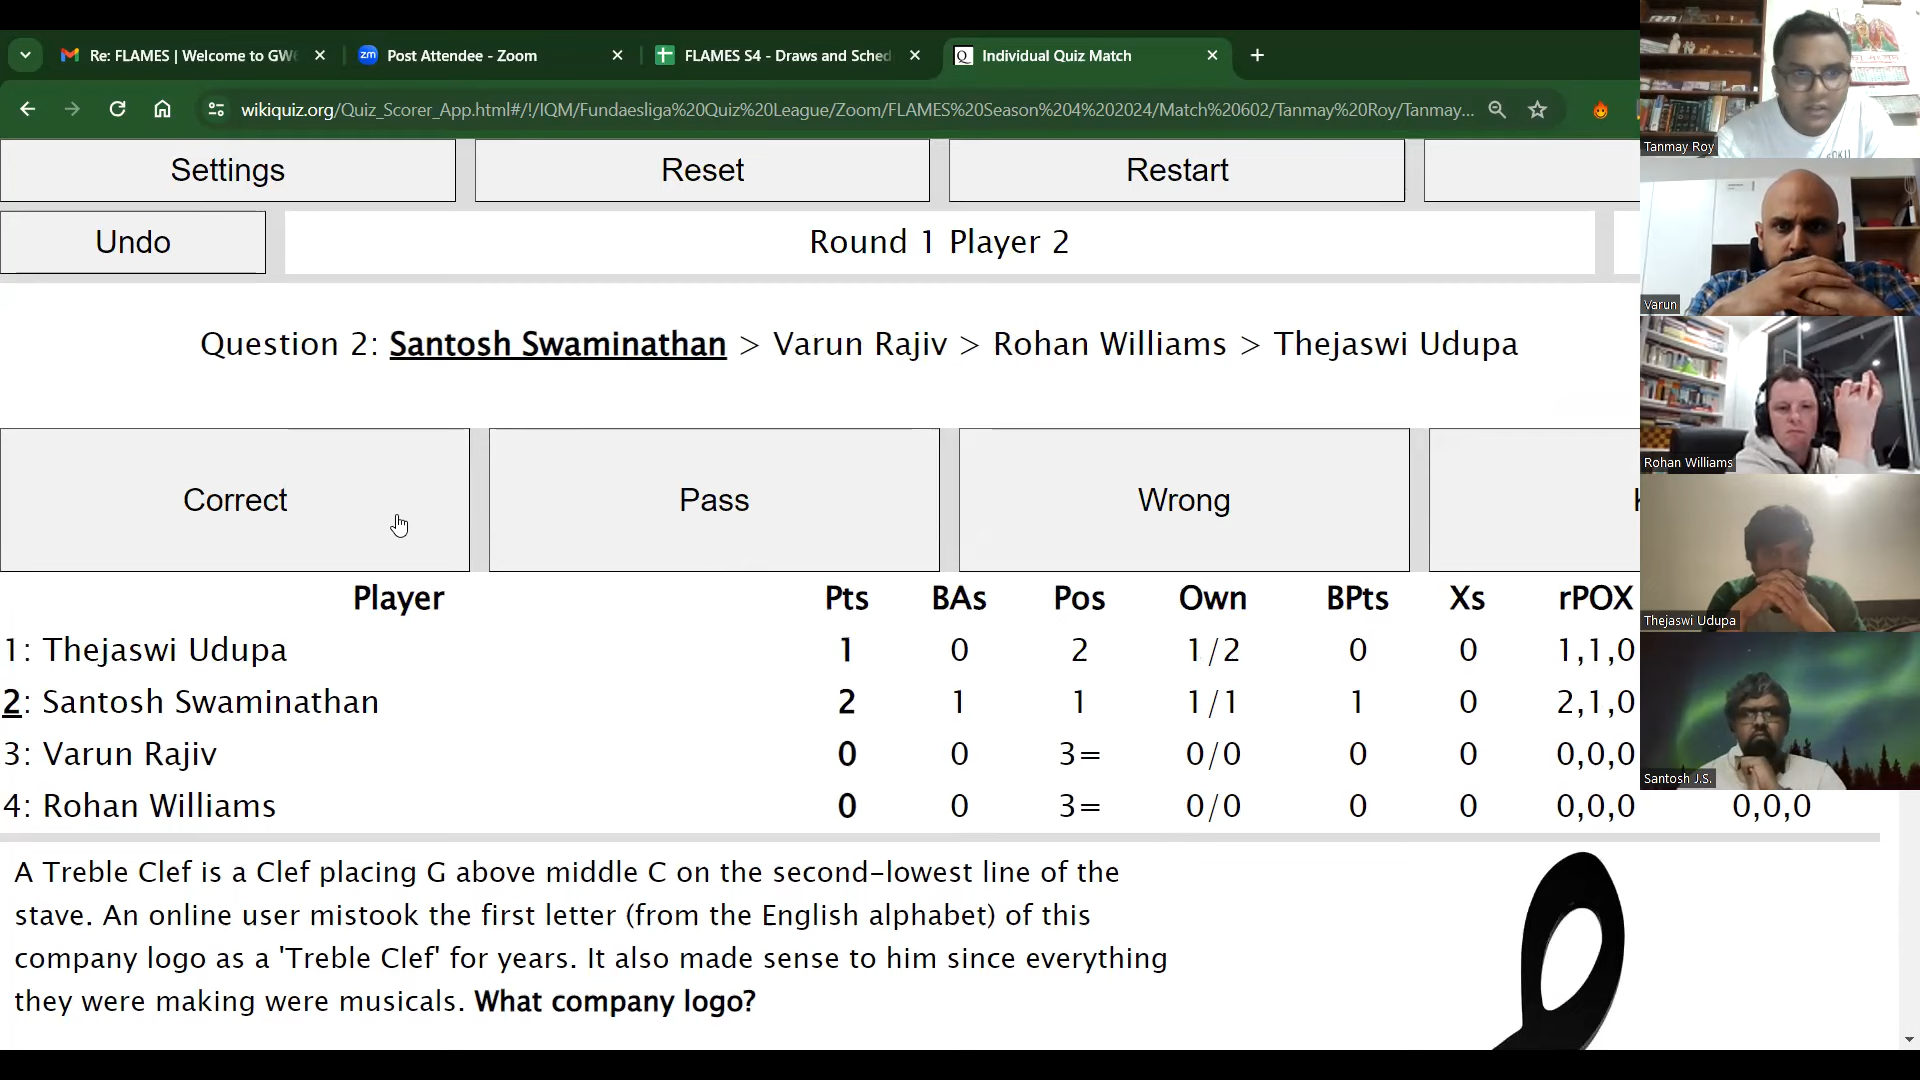 Re: FLAMES | Welcome to GW
Post Attendee - Zoom
FLAMES S4 - Draws and Sched
Individual Quiz Match
wikiquiz.org/Quiz_Scorer_App.html#/!/IQM/Fundaesliga%20Quiz%20League/Zoom/FLAMES%20Season%204%202024/Match%20602/Tanmay%20Roy/Tanmay...
Settings
Reset
Restart
Undo
Round 1 Player 2
Question 2: Santosh Swaminathan > Varun Rajiv > Rohan Williams > Thejaswi Udupa
Correct
Pass
Wrong
Player Pts BAs Pos Own BPts Xs rPOX
1: Thejaswi Udupa 1 0 2 1/2 0 0 1,1,0
2: Santosh Swaminathan 2 1 1 1/1 1 0 2,1,0
3: Varun Rajiv 0 0 3= 0/0 0 0 0,0,0
4: Rohan Williams 0 0 3= 0/0 0 0 0,0,0 0,0,0
A Treble Clef is a Clef placing G above middle C on the second-lowest line of the
stave. An online user mistook the first letter (from the English alphabet) of this
company logo as a 'Treble Clef' for years. It also made sense to him since everything
they were making were musicals. What company logo?
Tanmay Roy
Varun
Rohan Williams
Thejaswi Udupa
Santosh J.S.